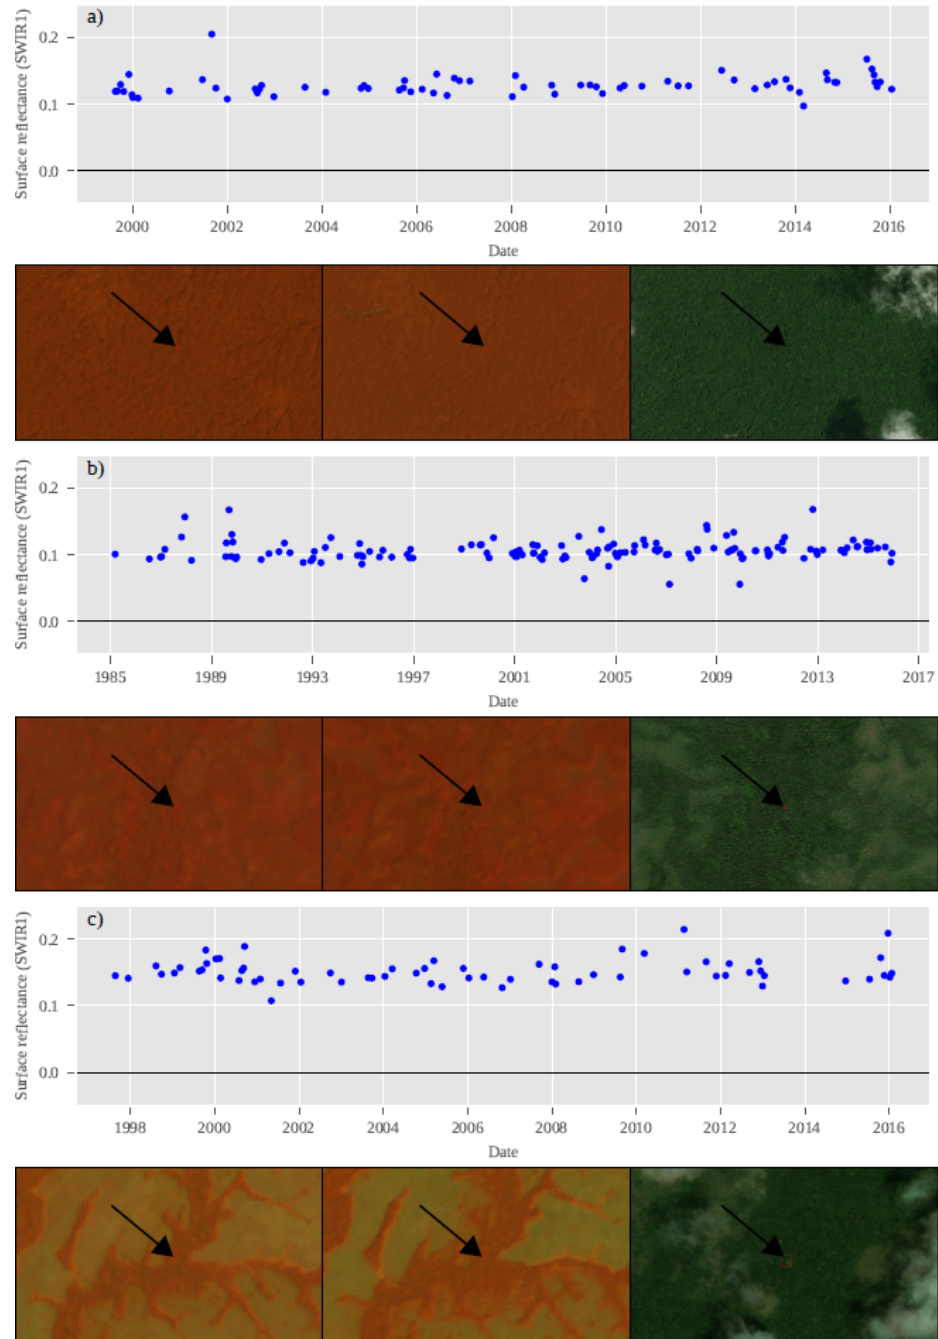 a)
Surface reflectance (SWIR1)
0.2
0.1
0.0
2000 2002 2004 2006 2008 2010 2012 2014 2016
Date
b)
Surface reflectance (SWIR1)
0.2
0.1
0.0
1985 1989 1993 1997 2001 2005 2009 2013 2017
Date
c)
Surface reflectance (SWIR1)
0.2
0.1
0.0
1998 2000 2002 2004 2006 2008 2010 2012 2014 2016
Date